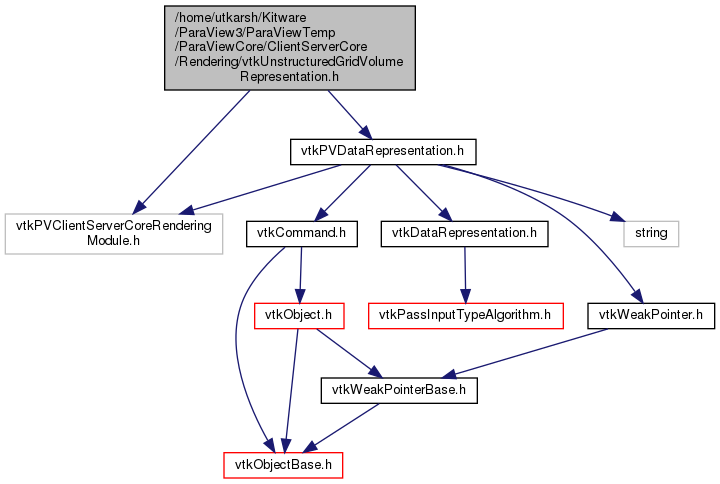 /home/utkarsh/Kitware
/ParaView3/ParaViewTemp
/ParaViewCore/ClientServerCore
/Rendering/vtkUnstructuredGridVolume
Representation.h
vtkPVDataRepresentation.h
vtkPVClientServerCoreRendering
Module.h
vtkCommand.h
vtkDataRepresentation.h
string
vtkObject.h
vtkPassInputTypeAlgorithm.h
vtkWeakPointer.h
vtkWeakPointerBase.h
vtkObjectBase.h